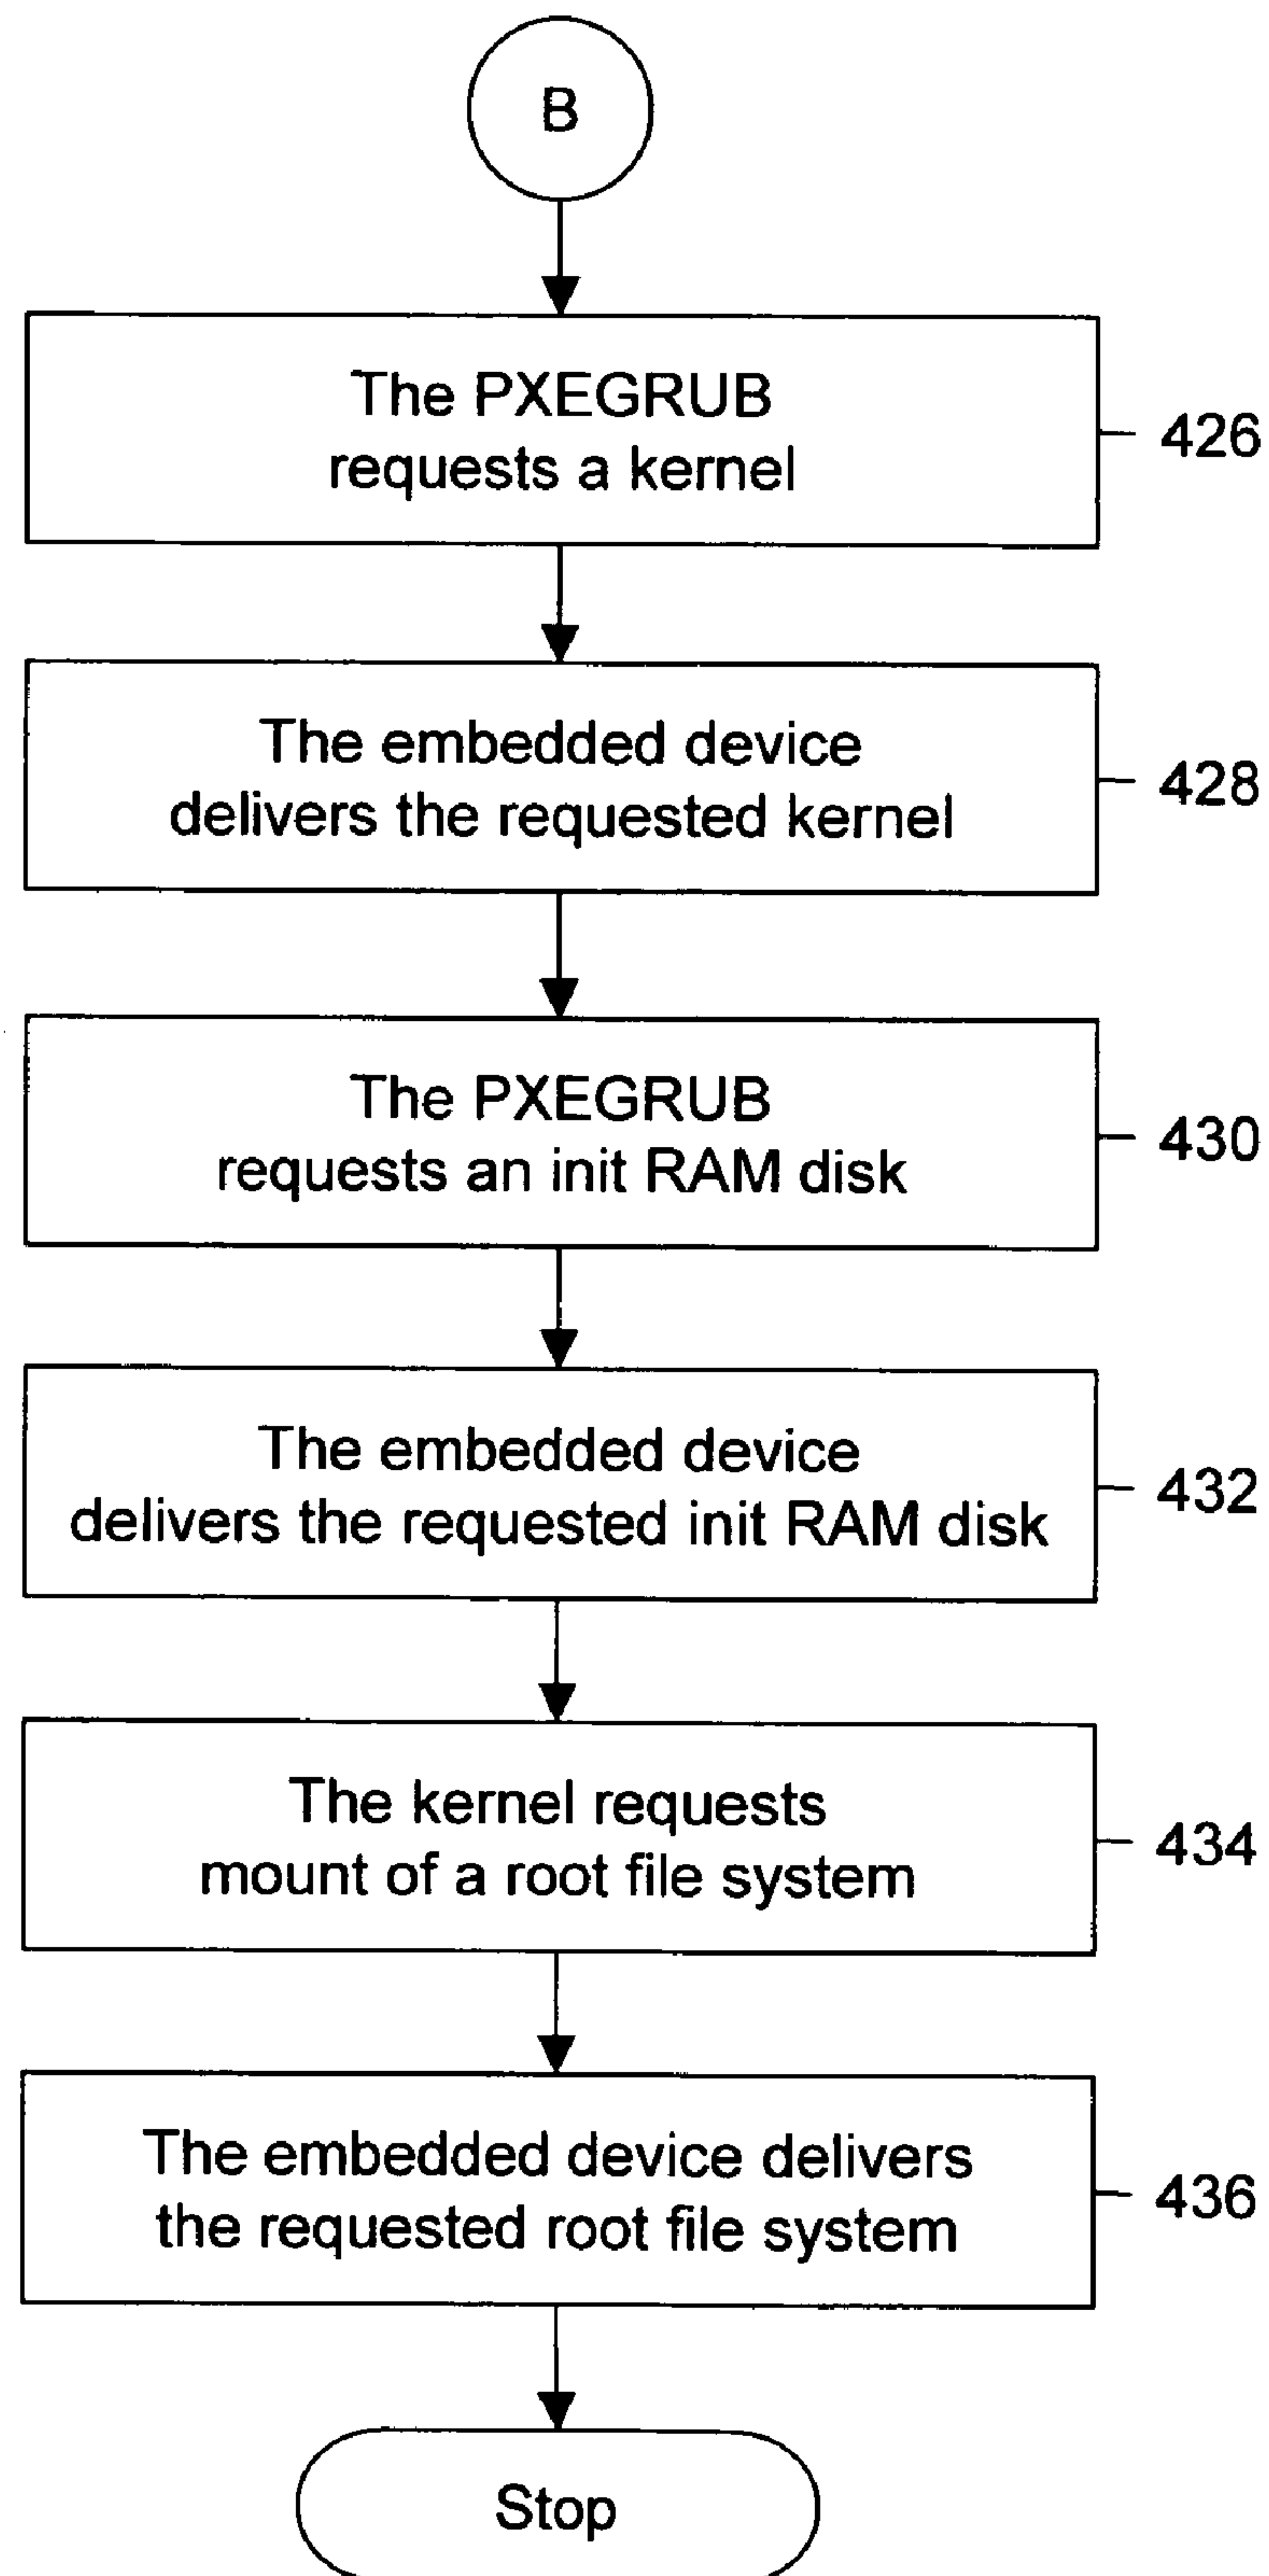 B
The PXEGRUB
requests a kernel
426
The embedded device
delivers the requested kernel
428
The PXEGRUB
requests an init RAM disk
430
The embedded device
delivers the requested init RAM disk
432
The kernel requests
mount of a root file system
434
The embedded device delivers
the requested root file system
436
Stop